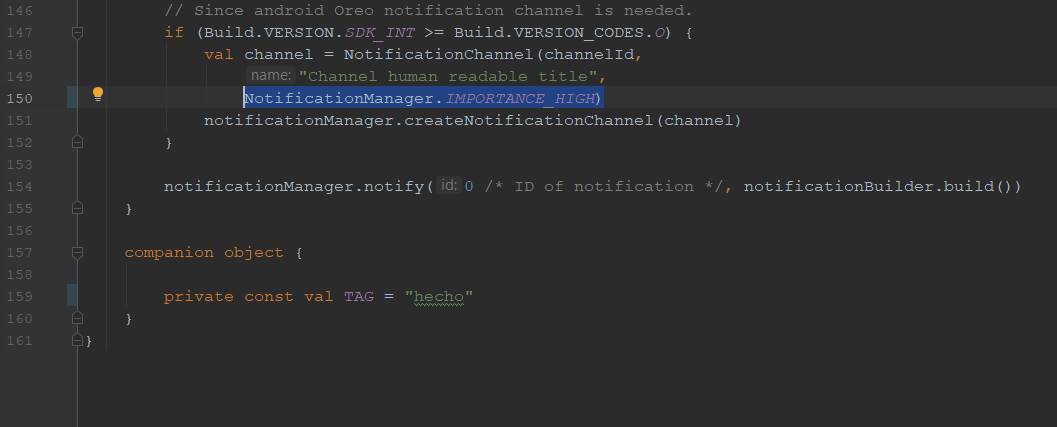 146 // Since android Oreo notification channel is needed.
147 if (Build.VERSION.SDK_INT >= Build.VERSION_CODES.O) {
148 val channel = NotificationChannel(channelId,
149 name: "Channel human readable title",
150 NotificationManager.IMPORTANCE_HIGH)
151 notificationManager.createNotificationChannel(channel)
152 }
153
154 notificationManager.notify( id: 0 /* ID of notification */, notificationBuilder.build())
155 }
156
157 companion object {
158
159 private const val TAG = "hecho"
160 }
161 }